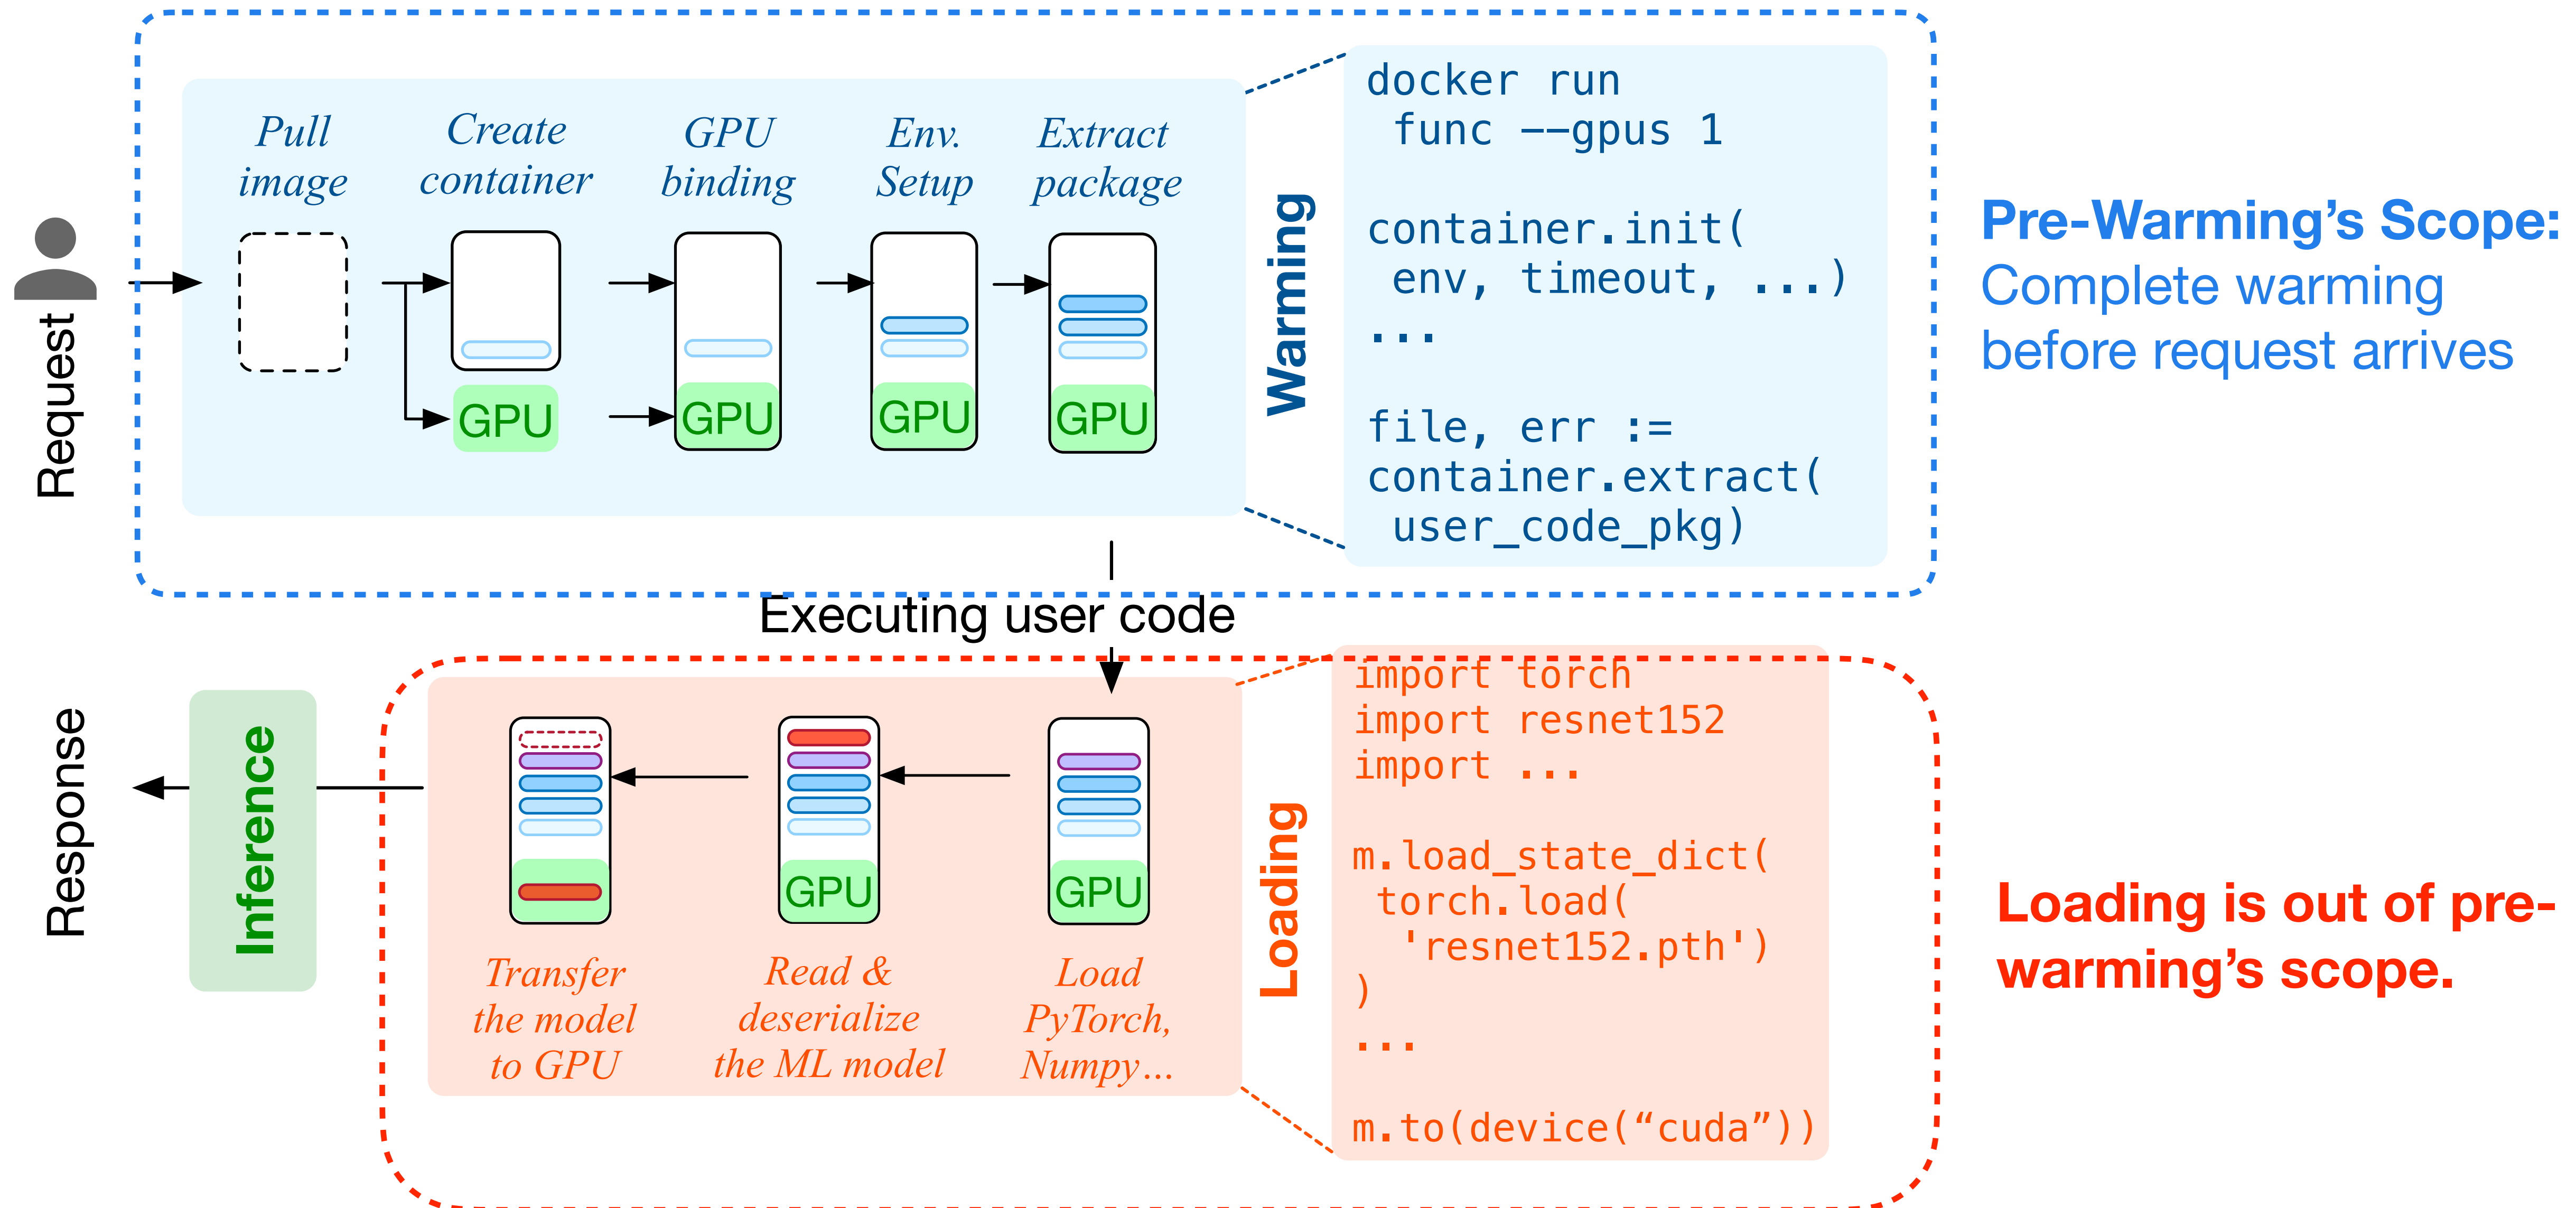 Request
Pull
image
Create
container
GPU
binding
Env.
Setup
Extract
package
GPU
GPU
GPU
GPU
Warming
docker run
func --gpus 1
container.init(
env, timeout, ...)
...
file, err :=
container.extract(
user_code_pkg)
Pre-Warming’s Scope:
Complete warming
before request arrives
Executing user code
Response
Inference
GPU
GPU
Transfer
the model
to GPU
Read &
deserialize
the ML model
Load
PyTorch,
Numpy...
Loading
import torch
import resnet152
import ...
m.load_state_dict(
torch.load(
'resnet152.pth')
)
...
m.to(device(“cuda”))
Loading is out of pre-
warming’s scope.